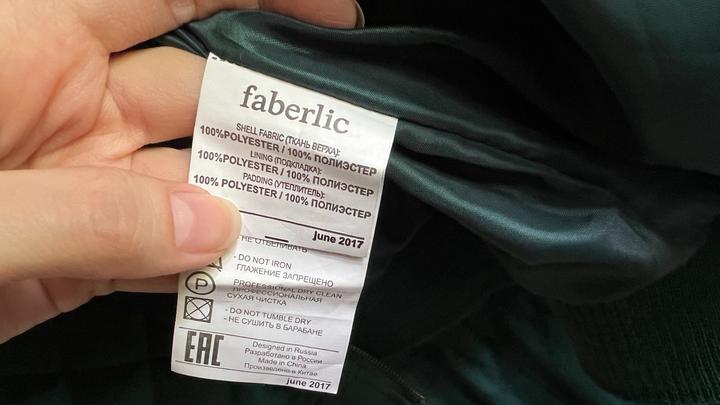 faberlic
SHELL FABRIC (ТКАНЬ ВЕРХА):
100%POLYESTER / 100% ПОЛИЭСТЕР
LINING (ПОДКЛАДКА):
100%POLYESTER / 100% ПОЛИЭСТЕР
PADDING (УТЕПЛИТЕЛЬ):
100% POLYESTER / 100% ПОЛИЭСТЕР
june 2017
НЕ ОТБЕЛИВАТЬ
- DO NOT IRON
ГЛАЖЕНИЕ ЗАПРЕЩЕНО
P
PROFESSIONAL DRY CLEAN
ПРОФЕССИОНАЛЬНАЯ
СУХАЯ ЧИСТКА
- DO NOT TUMBLE DRY
- НЕ СУШИТЬ В БАРАБАНЕ
EAC
Designed in Russia
Разработано в России
Made in China
Произведено в Китае
june 2017